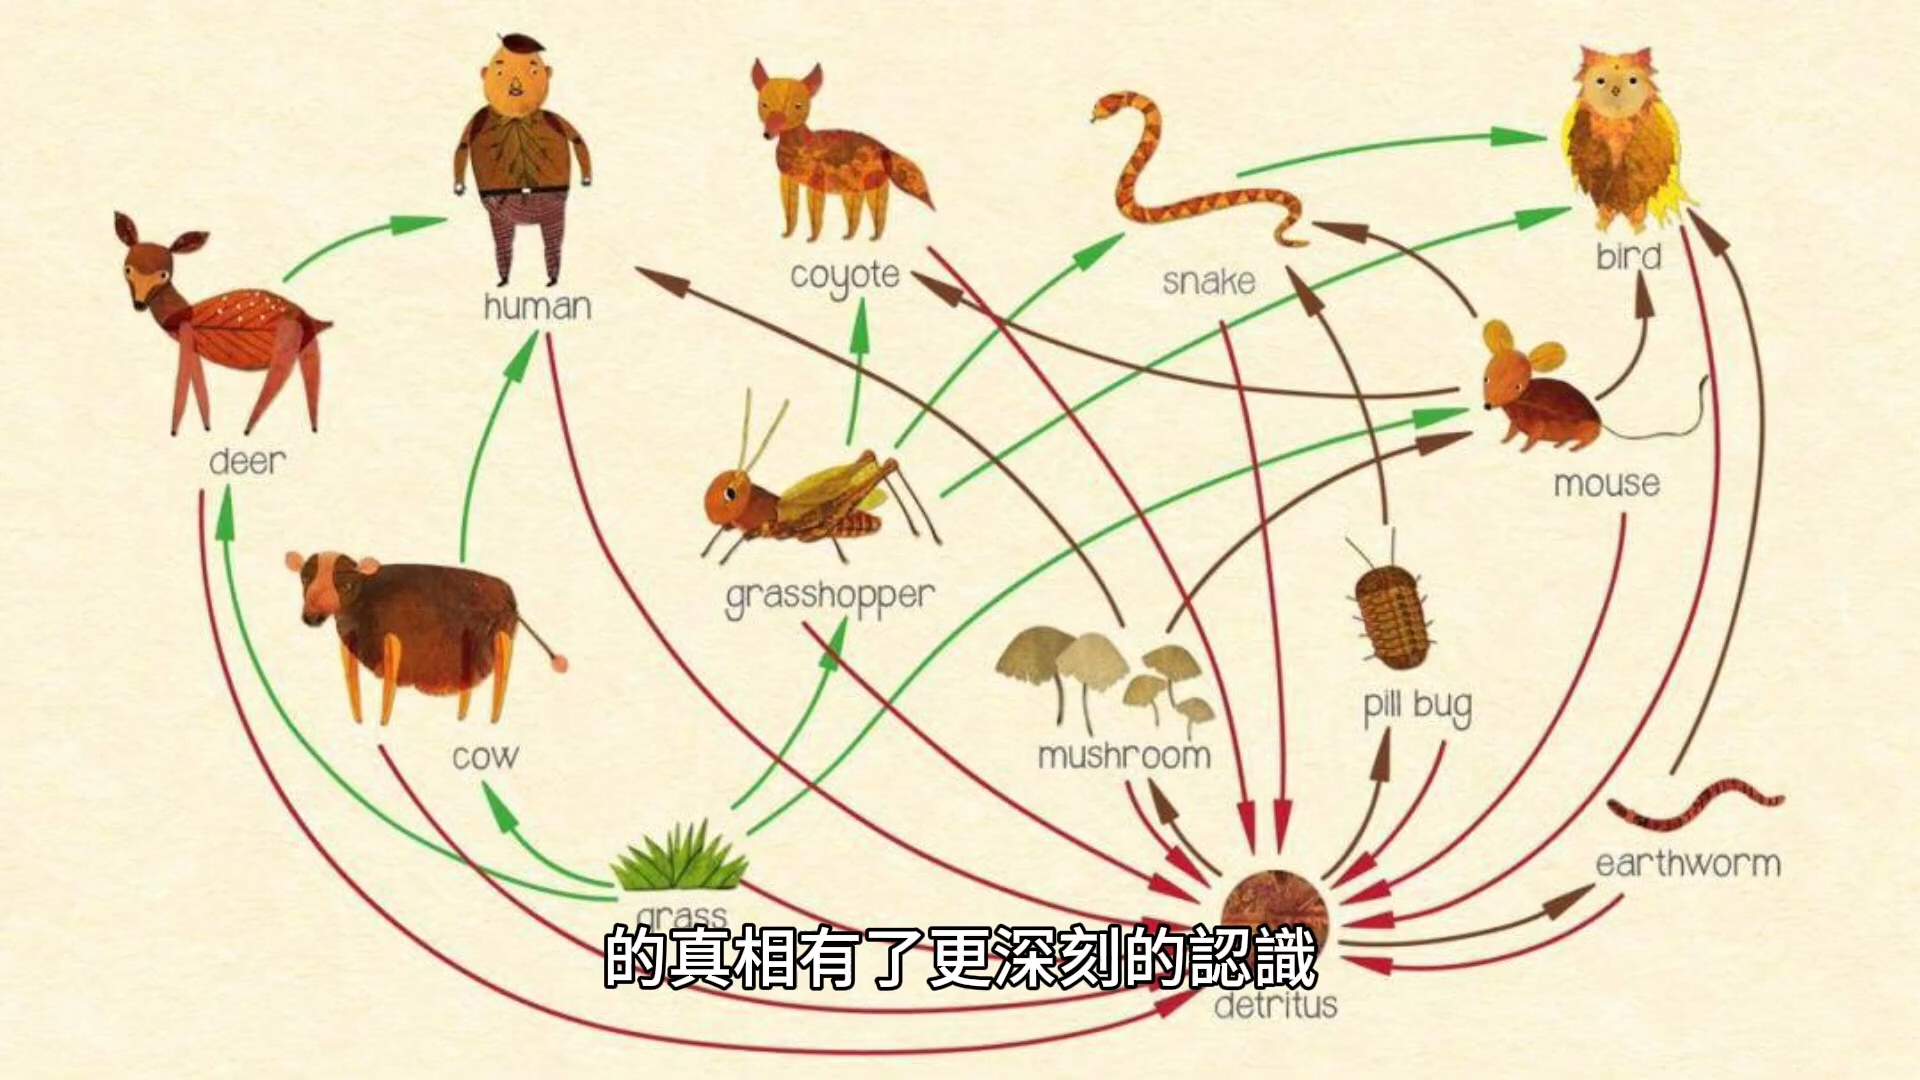 human
coyote
snake
bird
deer
mouse
grasshopper
pill bug
cow
mushroom
earthworm
grass
的真相有了更深刻的認識
detritus